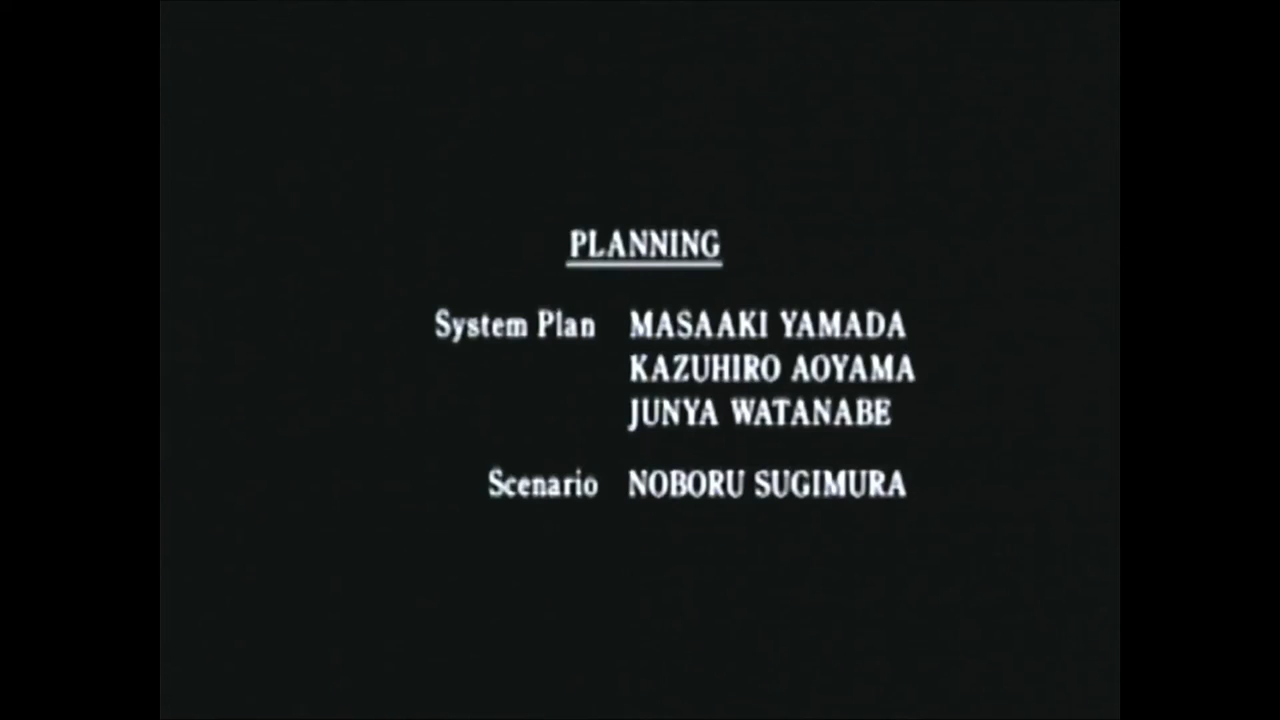 PLANNING
System Plan MASAAKI YAMADA
KAZUHIRO AOYAMA
JUNYA WATANABE
Scenario NOBORU SUGIMURA